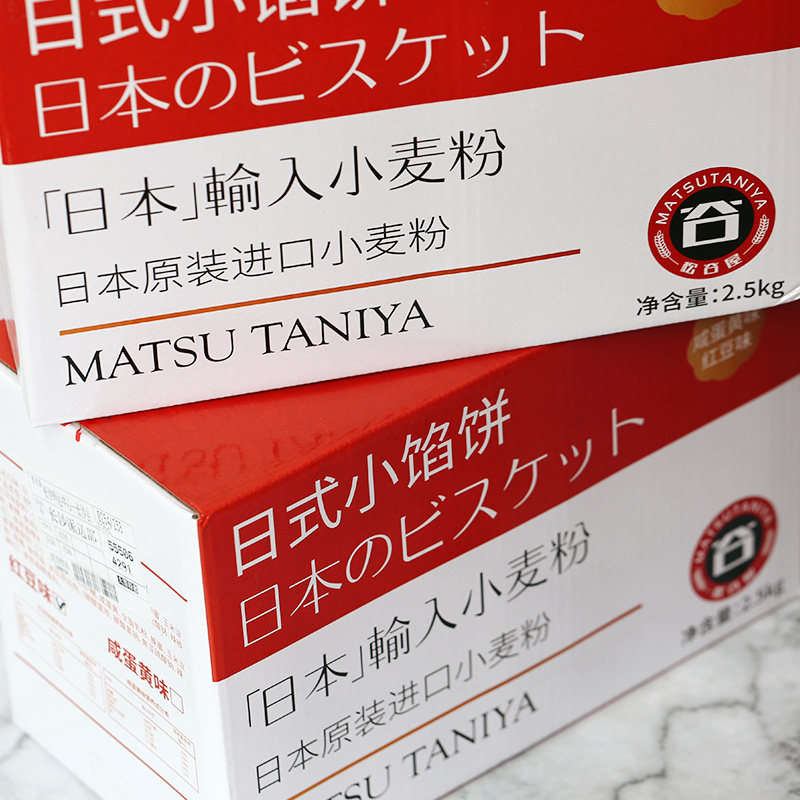 日式小馅饼
日本のビスケット
「日本」輸入小麦粉
日本原装进口小麦粉
MATSU TANIYA
MATSUTANIYA
谷
松谷屋
净含量:2.5kg
咸蛋黄味
红豆味
日式小馅饼
日本のビスケット
「日本」輸入小麦粉
日本原装进口小麦粉
MATSU TANIYA
MATSUTANIYA
谷
净含量:2.5kg
55506
4291
红豆味
咸蛋黄味